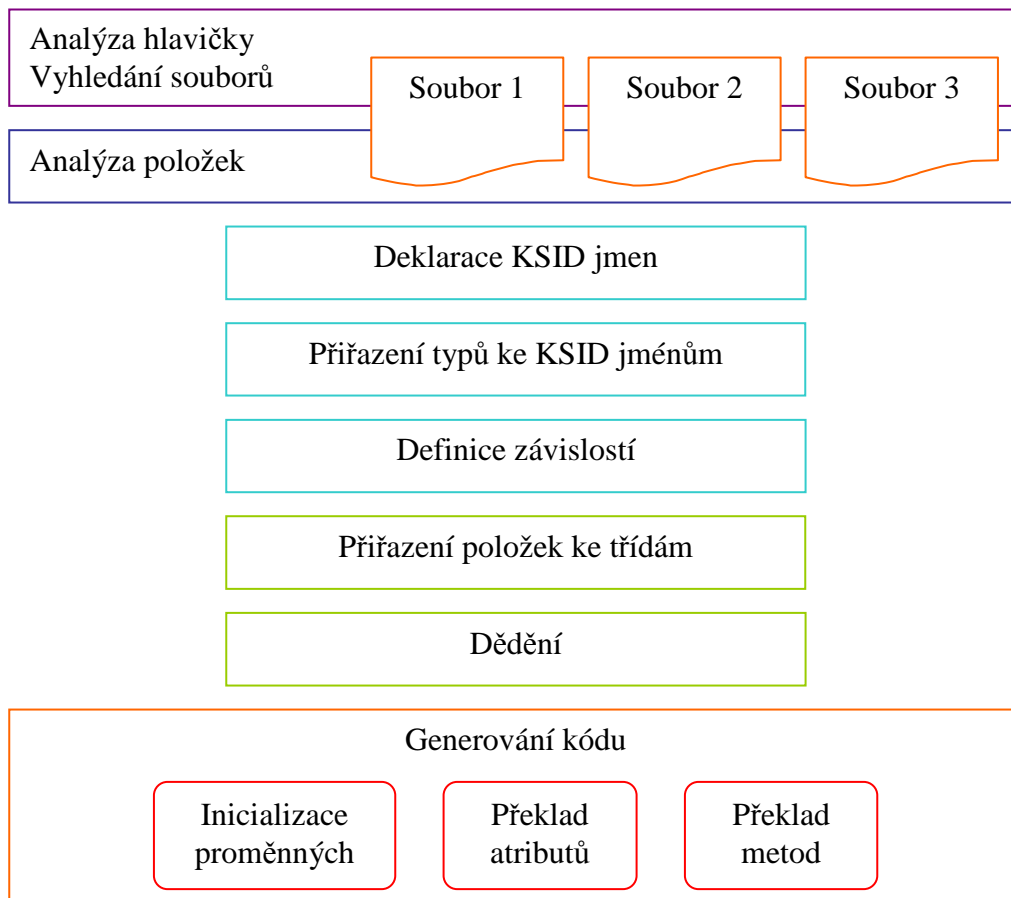 Analýza hlavičky
Vyhledání souborů
Soubor 1
Soubor 2
Soubor 3
Analýza položek
Deklarace KSID jmen
Přiřazení typů ke KSID jménům
Definice závislostí
Přiřazení položek ke třídám
Dědění
Generování kódu
Inicializace
proměnných
Překlad
atributů
Překlad
metod